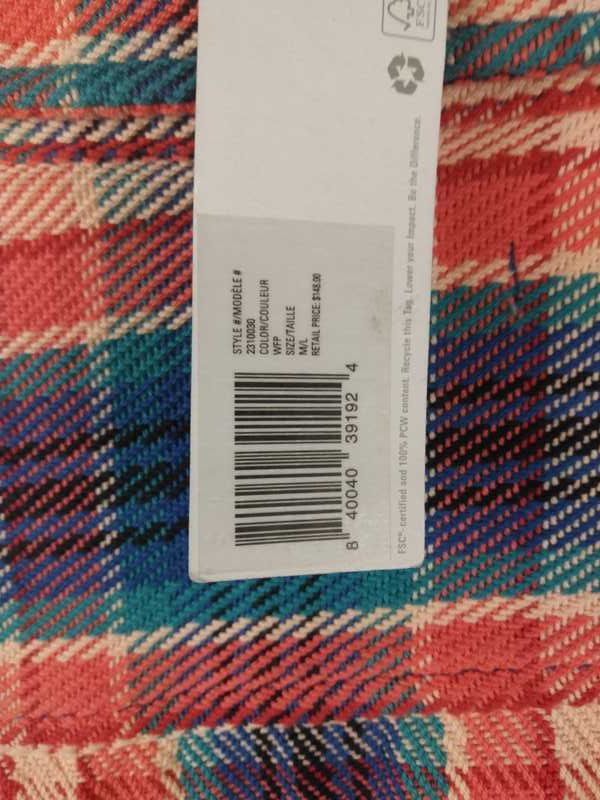 FSC
STYLE #/MODÈLE #
2310030
COLOR/COULEUR
WFP
SIZE/TAILLE
M/L
RETAIL PRICE: $148.00
8 40040 39192 4
FSC®-certified and 100% PCW content. Recycle this Tag. Lower your Impact. Be the Difference.